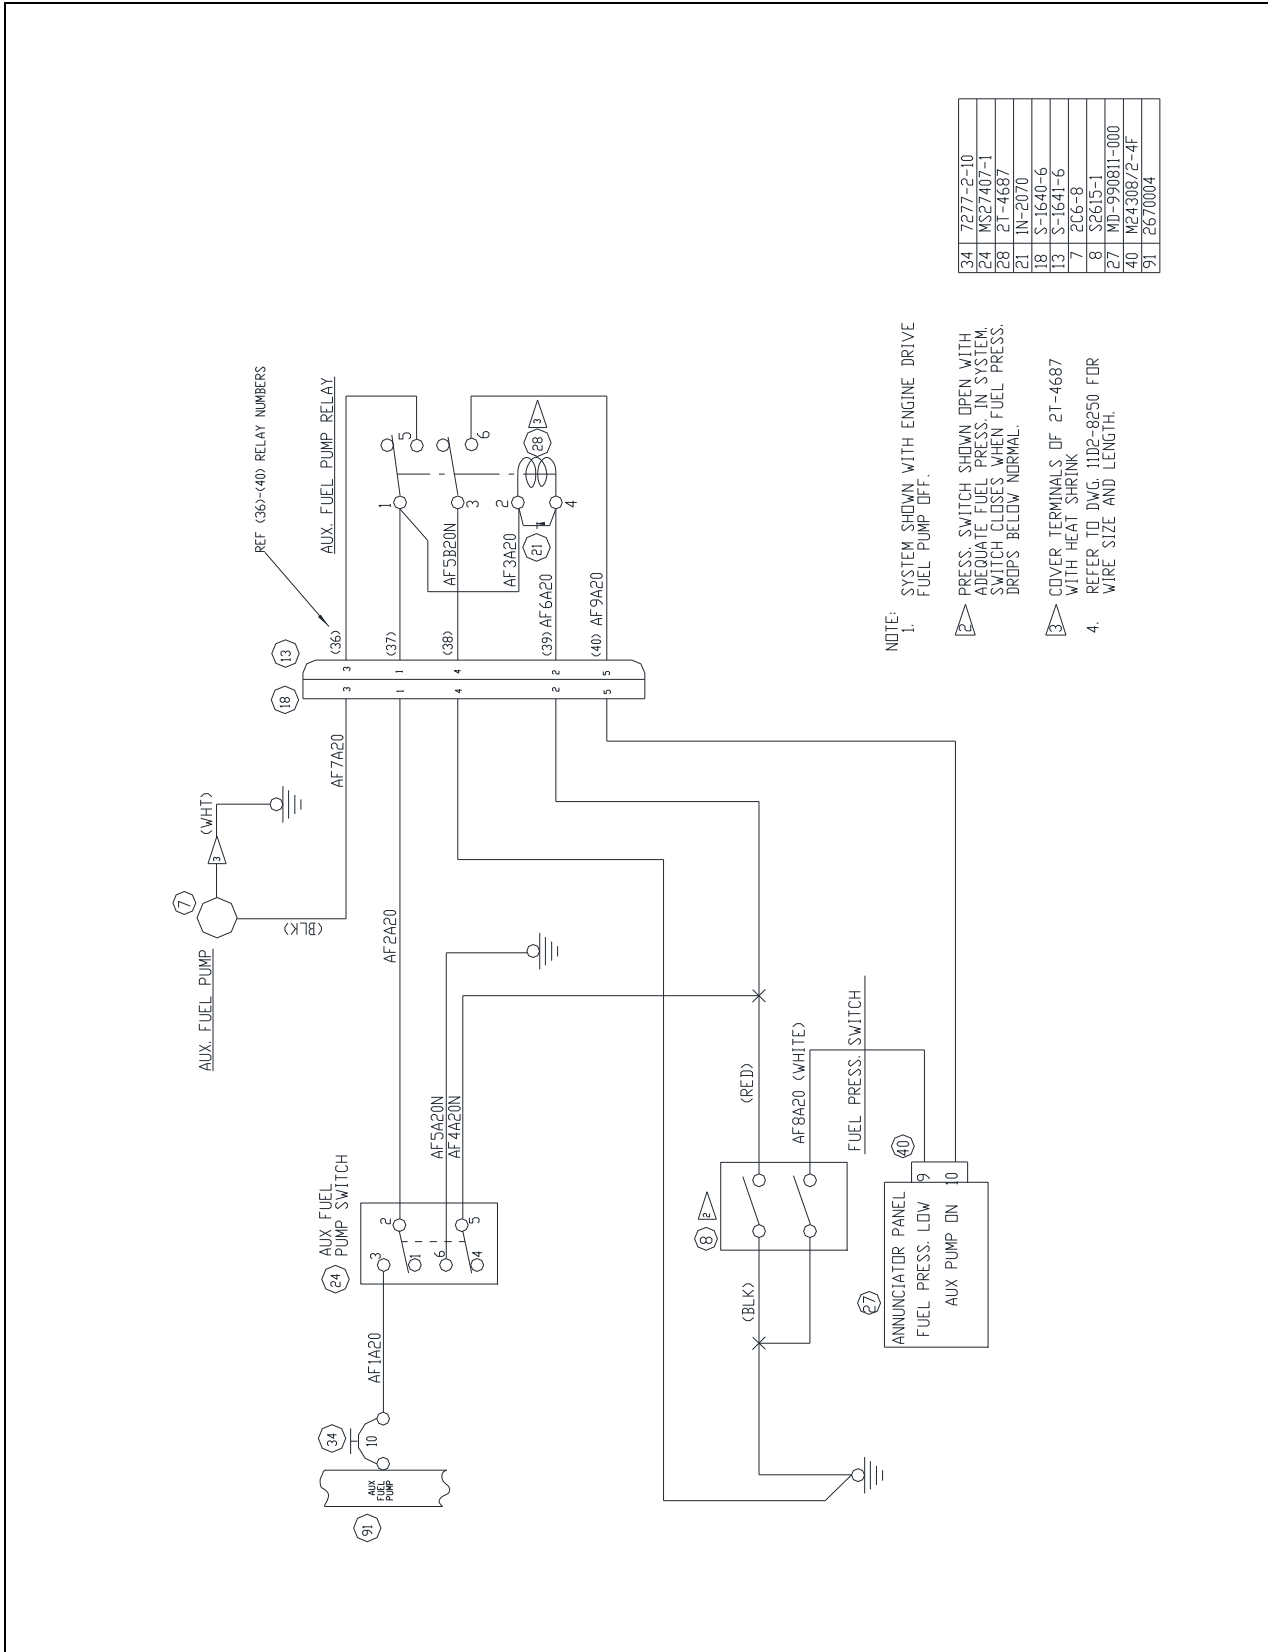 REF (36)-(40) RELAY NUMBERS
AUX. FUEL PUMP RELAY
13
18
(36)
(37)
(38)
(39) AF6A20
(40) AF9A20
3
1
4
2
5
3
1
4
2
5
1
5
3
6
2
4
AF5B20N
AF3A20
21
28
3
AUX. FUEL PUMP
7
3
(WHT)
(BLK)
AF7A20
AF2A20
AF5A20N
AF4A20N
24
AUX FUEL
PUMP SWITCH
3
2
1
6
5
4
AF1A20
34
10
AUX
FUEL
PUMP
91
8
2
(RED)
(BLK)
AF8A20 (WHITE)
FUEL PRESS. SWITCH
27
40
ANNUNCIATOR PANEL
FUEL PRESS. LOW 9
AUX PUMP ON 10
NOTE:
1. SYSTEM SHOWN WITH ENGINE DRIVE
FUEL PUMP OFF.
2 PRESS. SWITCH SHOWN OPEN WITH
ADEQUATE FUEL PRESS. IN SYSTEM.
SWITCH CLOSES WHEN FUEL PRESS.
DROPS BELOW NORMAL.
3 COVER TERMINALS OF 2T-4687
WITH HEAT SHRINK
4. REFER TO DWG. 11D2-8250 FOR
WIRE SIZE AND LENGTH.
34 7277-2-10
24 MS27407-1
28 2T-4687
21 1N-2070
18 S-1640-6
13 S-1641-6
7 2C6-8
8 S2615-1
27 MD-990811-000
40 M24308/2-4F
91 2670004